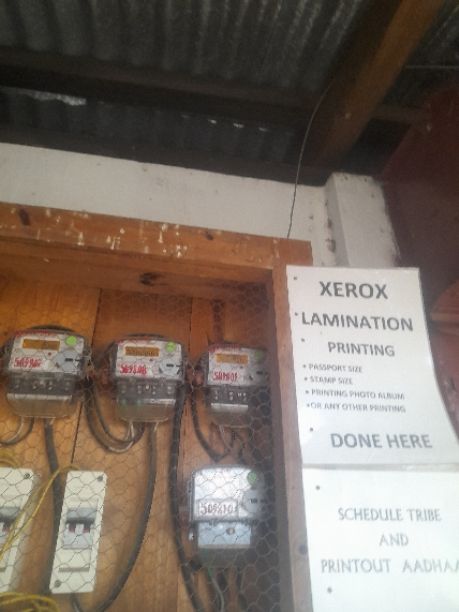 XEROX
LAMINATION
PRINTING
• PASSPORT SIZE
• STAMP SIZE
• PRINTING PHOTO ALBUM
•OR ANY OTHER PRINTING
DONE HERE
SCHEDULE TRIBE
AND
PRINTOUT AADHAA